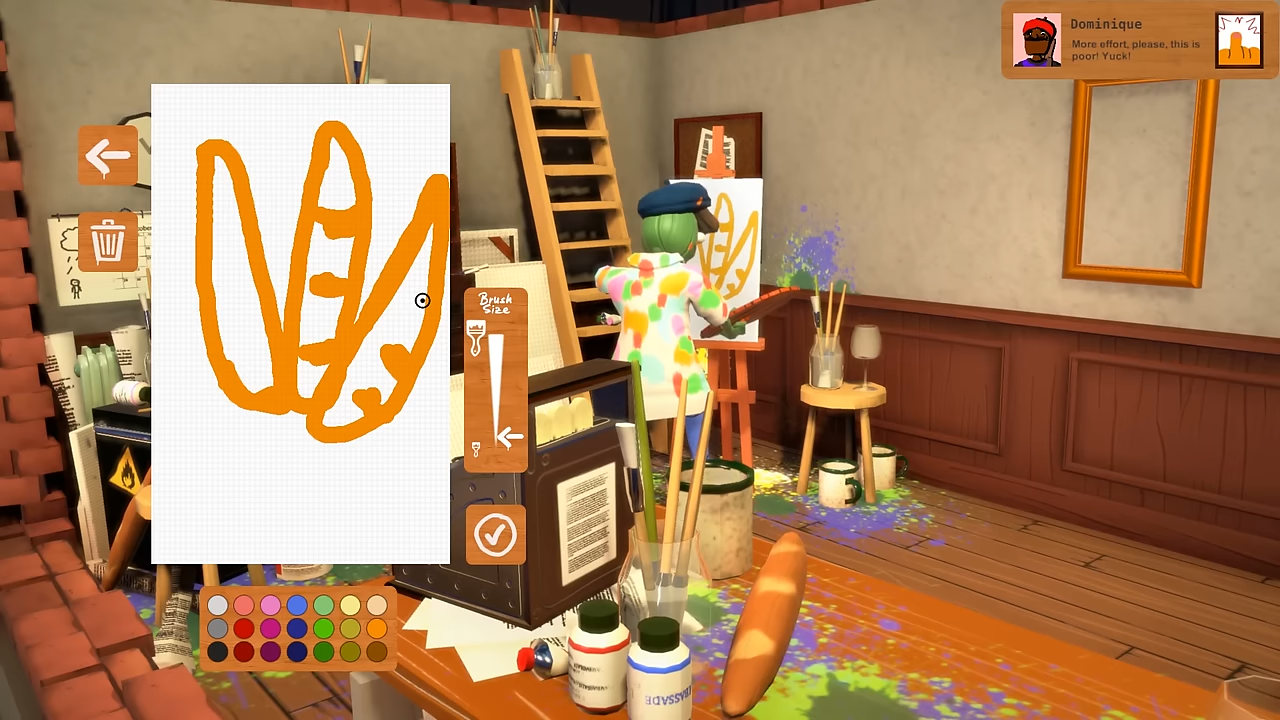 Dominique
More effort, please, this is
poor! Yuck!
Brush
Size